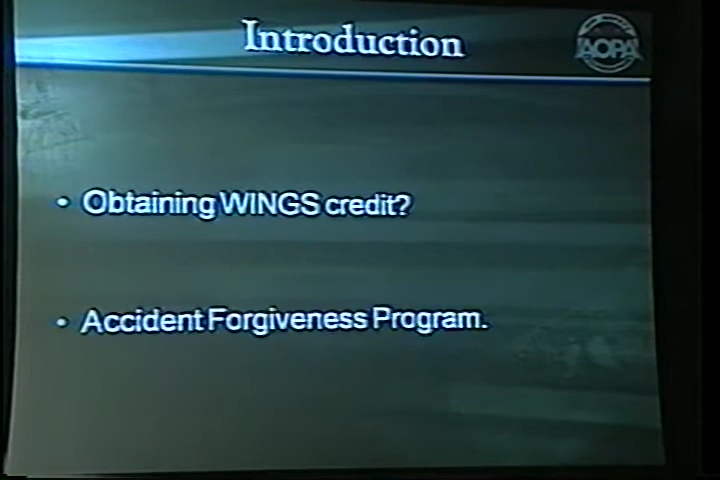 Introduction
AOPA
Obtaining WINGS credit?
Accident Forgiveness Program.